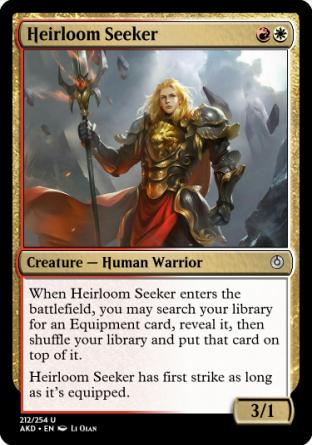 Heirloom Seeker
Creature — Human Warrior
When Heirloom Seeker enters the
battlefield, you may search your library
for an Equipment card, reveal it, then
shuffle your library and put that card on
top of it.
Heirloom Seeker has first strike as long
as it's equipped.
3/1
212/254 U
AKD • EN Li Qian